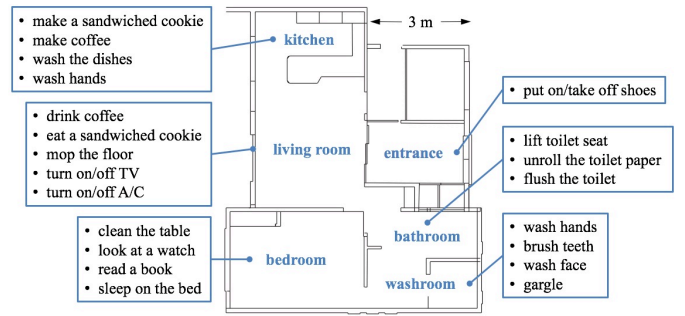 • make a sandwiched cookie
• make coffee
• wash the dishes
• wash hands
kitchen
3 m
• put on/take off shoes
• drink coffee
• eat a sandwiched cookie
• mop the floor
• turn on/off TV
• turn on/off A/C
living room
entrance
• lift toilet seat
• unroll the toilet paper
• flush the toilet
• clean the table
• look at a watch
• read a book
• sleep on the bed
bedroom
bathroom
washroom
• wash hands
• brush teeth
• wash face
• gargle